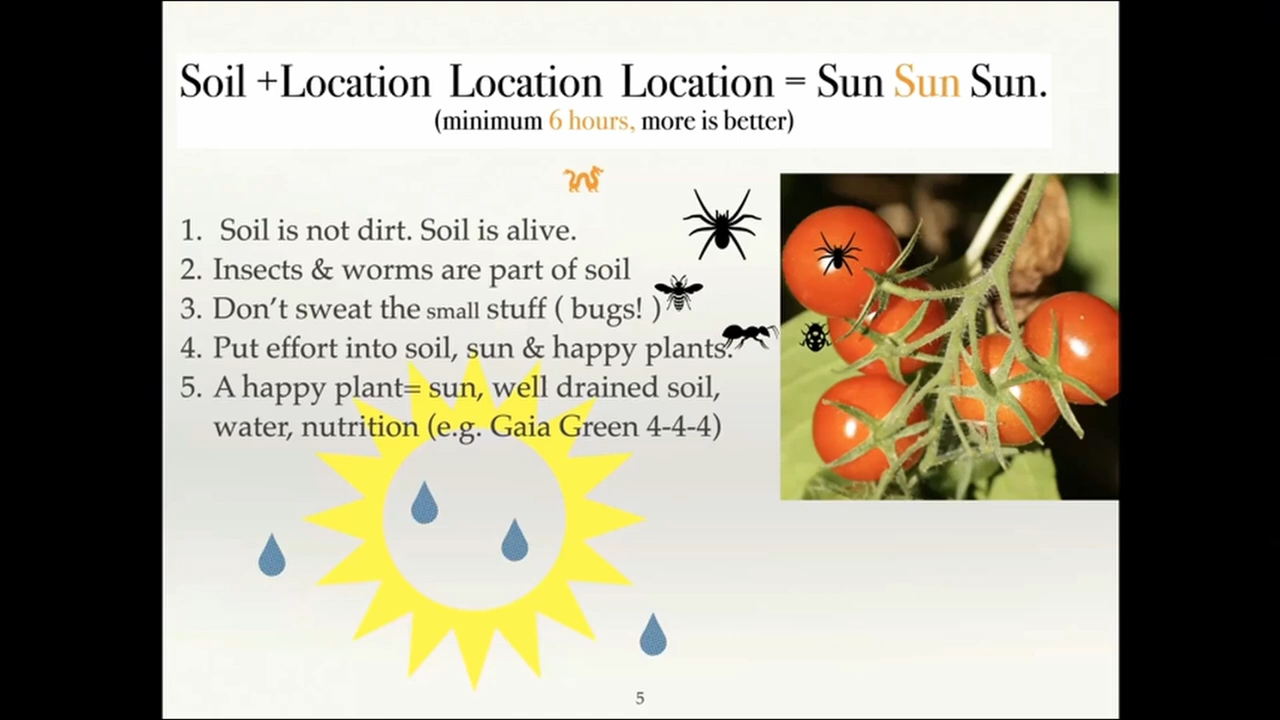 Soil +Location Location Location = Sun Sun Sun.
(minimum 6 hours, more is better)
1. Soil is not dirt. Soil is alive.
2. Insects & worms are part of soil
3. Don’t sweat the small stuff ( bugs! )
4. Put effort into soil, sun & happy plants.
5. A happy plant= sun, well drained soil,
water, nutrition (e.g. Gaia Green 4-4-4)
5